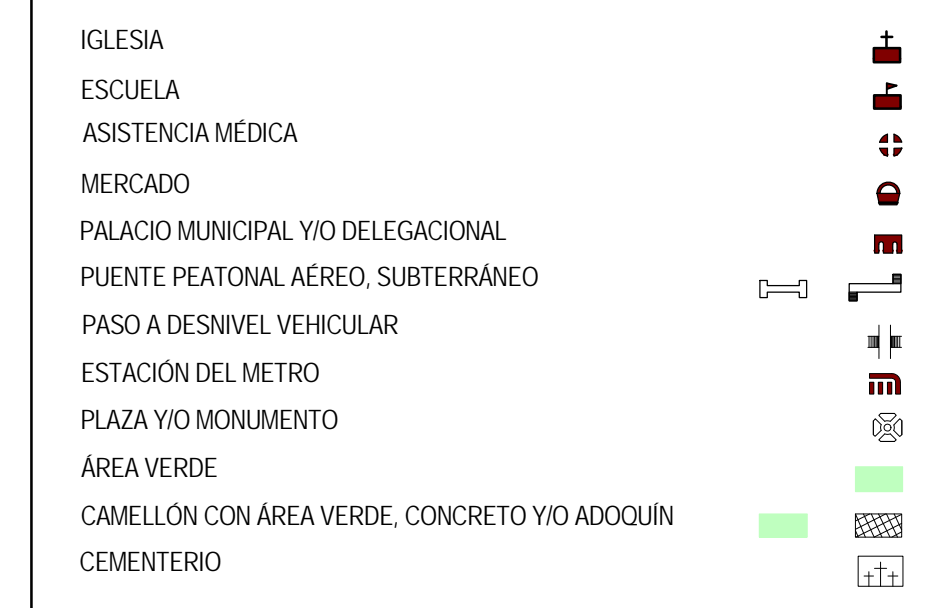 IGLESIA
ESCUELA
ASISTENCIA MÉDICA
MERCADO
PALACIO MUNICIPAL Y/O DELEGACIONAL
PUENTE PEATONAL AÉREO, SUBTERRÁNEO
PASO A DESNIVEL VEHICULAR
ESTACIÓN DEL METRO
PLAZA Y/O MONUMENTO
ÁREA VERDE
CAMELLÓN CON ÁREA VERDE, CONCRETO Y/O ADOQUÍN
CEMENTERIO